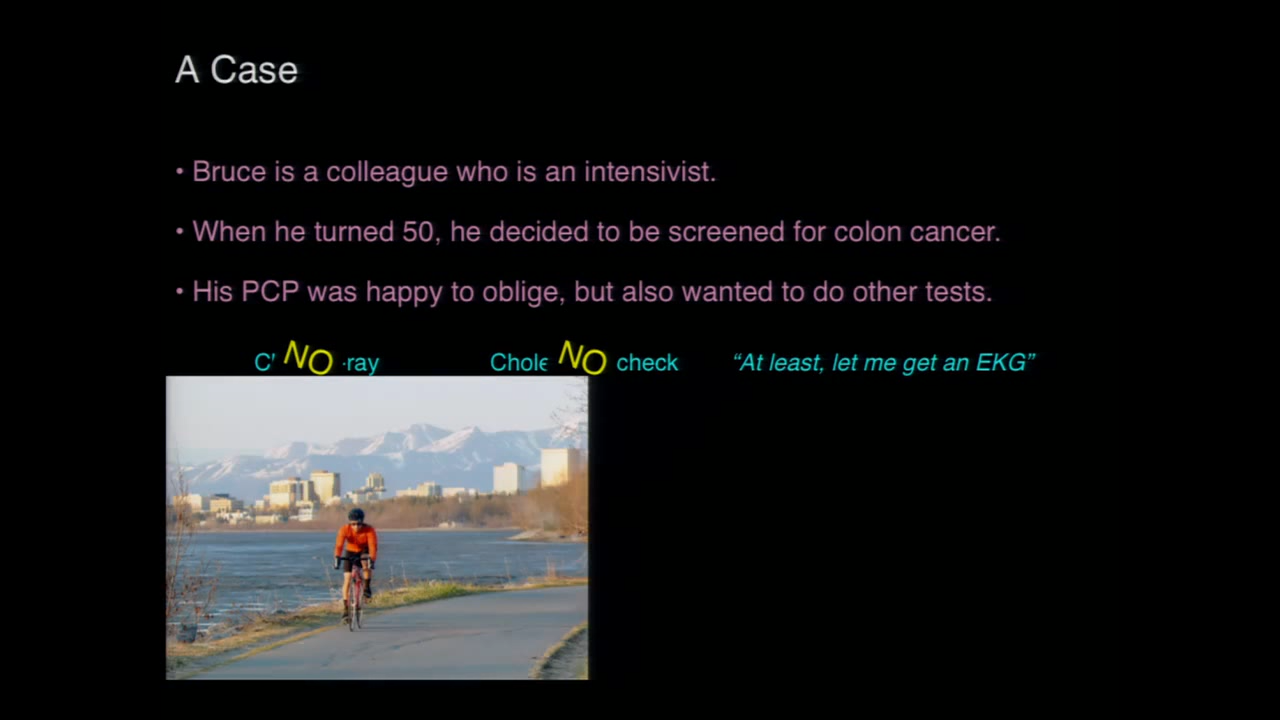 A Case
• Bruce is a colleague who is an intensivist.
• When he turned 50, he decided to be screened for colon cancer.
• His PCP was happy to oblige, but also wanted to do other tests.
NO -ray NO check “At least, let me get an EKG”